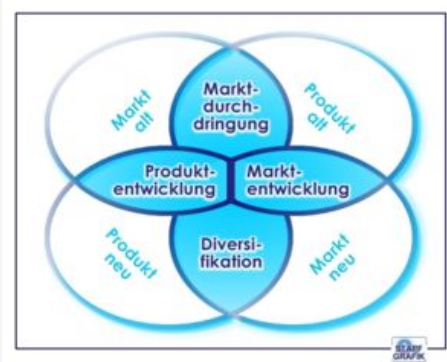 Markt-
durch-
dringung
Markt
alt
Produkt
alt
Produkt-
entwicklung
Markt-
entwicklung
Produkt
neu
Diversi-
fikation
Markt
neu
STAFF
GRAFIK